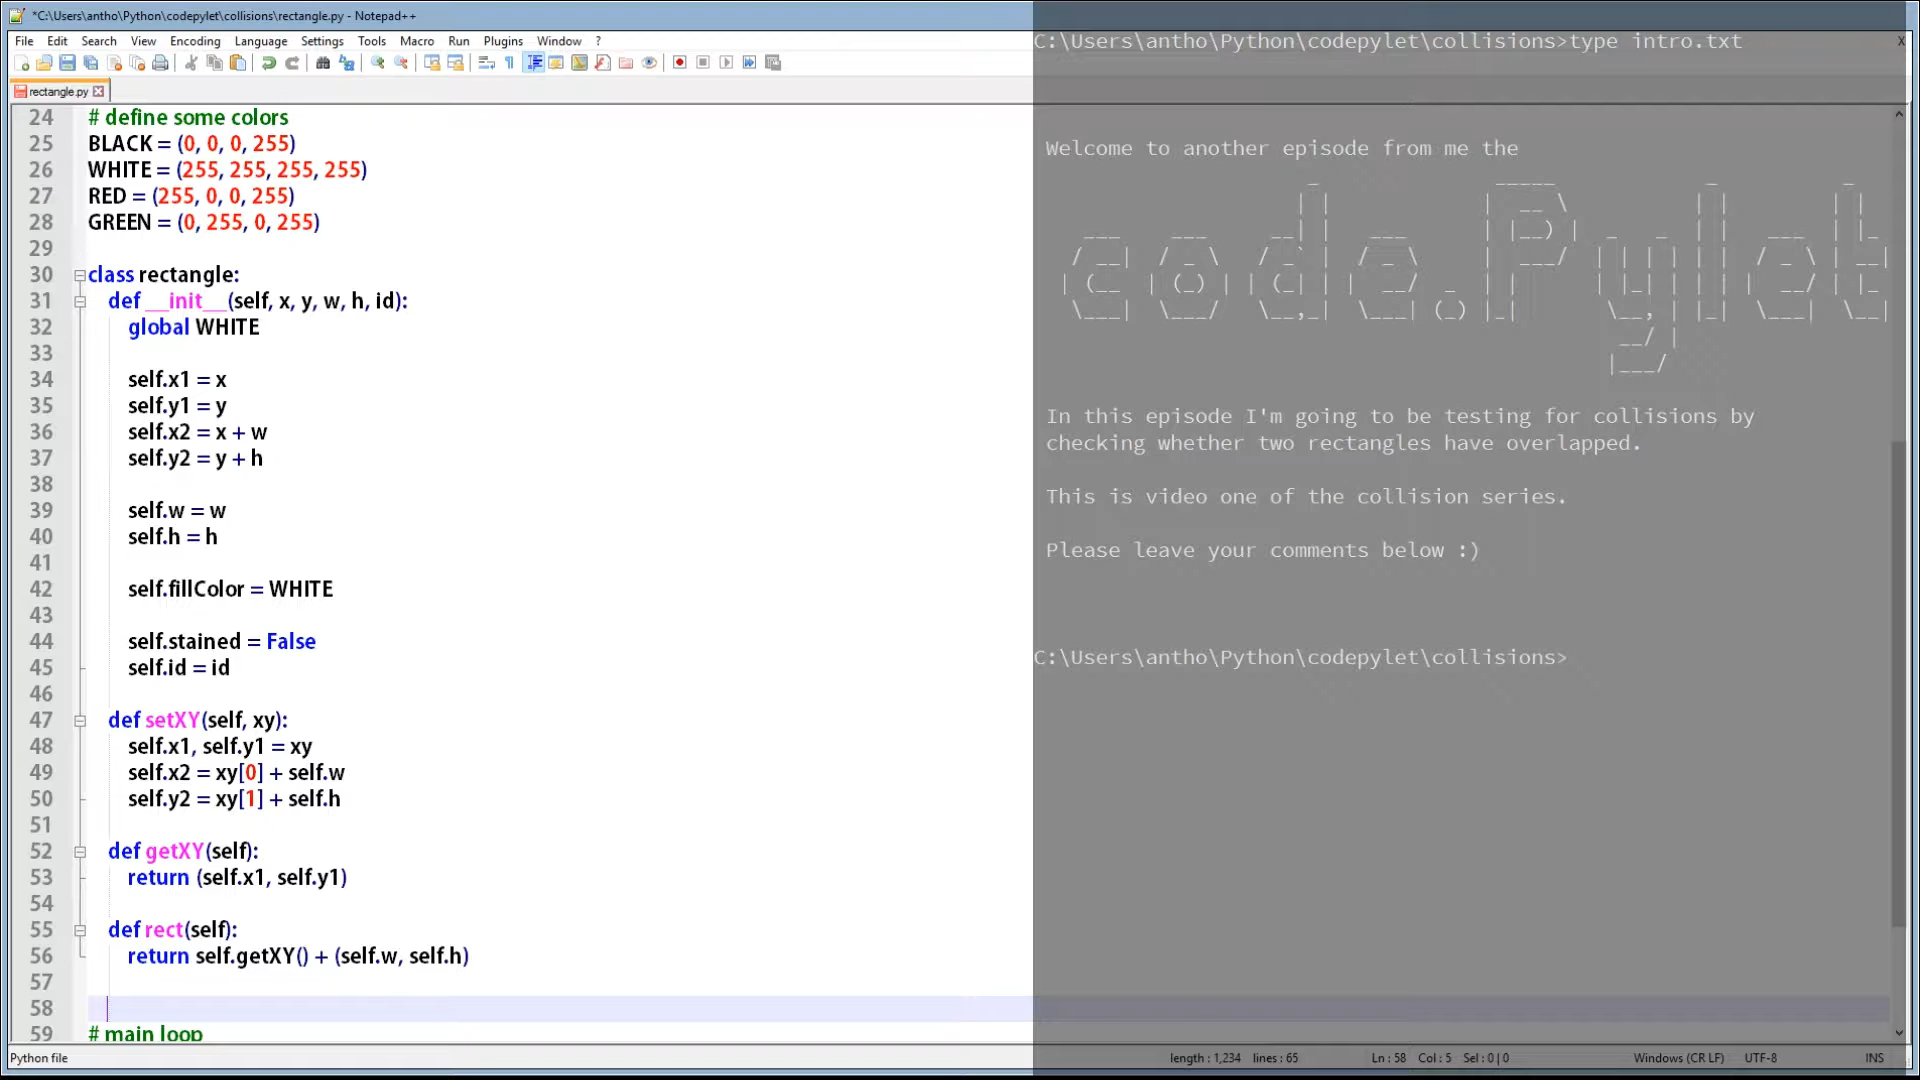 *C:\Users\antho\Python\codepylet\collisions\rectangle.py - Notepad++
File Edit Search View Encoding Language Settings Tools Macro Run Plugins Window ?
X
rectangle.py
24 # define some colors
25 BLACK = (0, 0, 0, 255)
26 WHITE = (255, 255, 255, 255)
27 RED = (255, 0, 0, 255)
28 GREEN = (0, 255, 0, 255)
29
30 class rectangle:
31 def __init__(self, x, y, w, h, id):
32 global WHITE
33
34 self.x1 = x
35 self.y1 = y
36 self.x2 = x + w
37 self.y2 = y + h
38
39 self.w = w
40 self.h = h
41
42 self.fillColor = WHITE
43
44 self.stained = False
45 self.id = id
46
47 def setXY(self, xy):
48 self.x1, self.y1 = xy
49 self.x2 = xy[0] + self.w
50 self.y2 = xy[1] + self.h
51
52 def getXY(self):
53 return (self.x1, self.y1)
54
55 def rect(self):
56 return self.getXY() + (self.w, self.h)
57
58
59 # main loop
C:\Users\antho\Python\codepylet\collisions>type intro.txt
Welcome to another episode from me the
code.Pylet
In this episode I'm going to be testing for collisions by
checking whether two rectangles have overlapped.
This is video one of the collision series.
Please leave your comments below :)
C:\Users\antho\Python\codepylet\collisions>
Python file length : 1,234 lines : 65 Ln : 58 Col : 5 Sel : 0 | 0 Windows (CR LF) UTF-8 INS